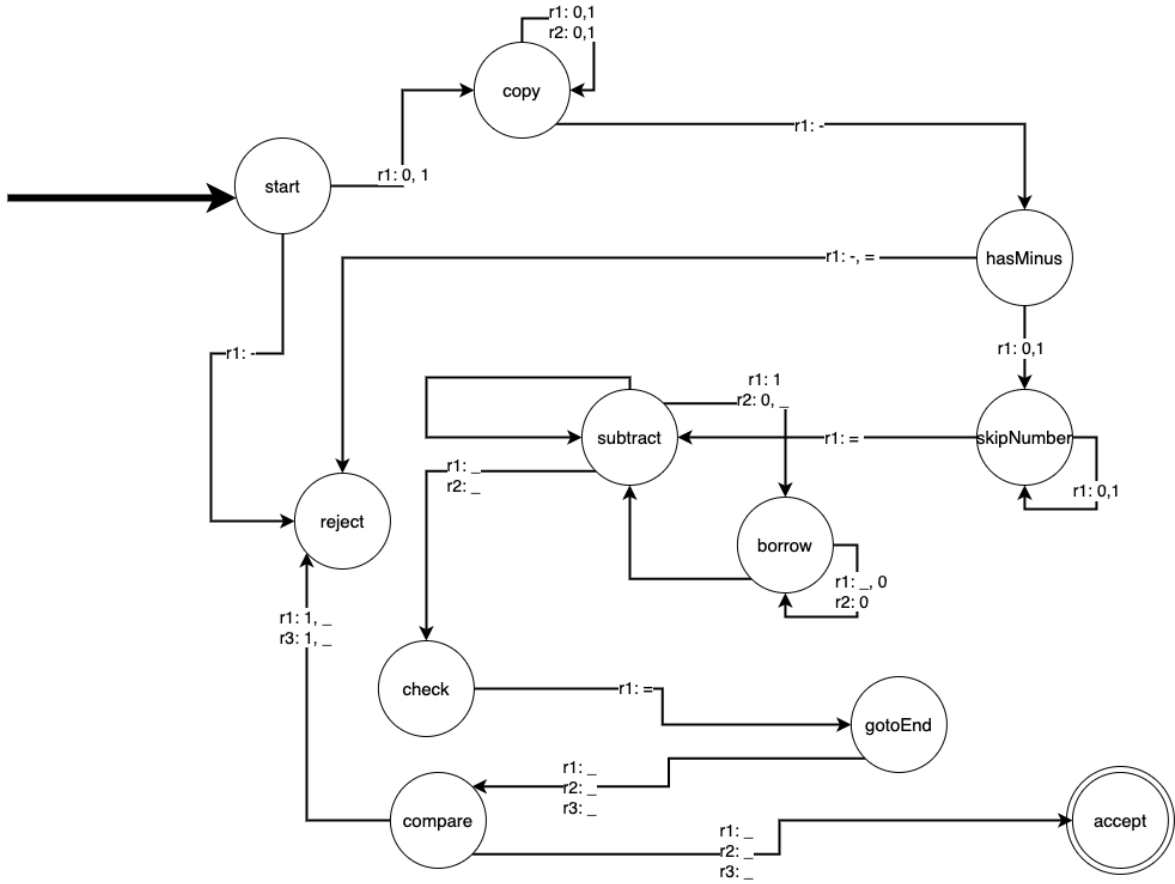 r1: 0,1
r2: 0,1
copy
r1: -
r1: 0, 1
start
hasMinus
r1: -, =
r1: 0,1
r1: -
r1: 1
r2: 0, _
subtract
r1: =
skipNumber
r1: _
r2: _
r1: 0,1
reject
borrow
r1: _, 0
r2: 0
r1: 1, _
r3: 1, _
check
r1: =
gotoEnd
r1: _
r2: _
r3: _
compare
r1: _
r2: _
r3: _
accept